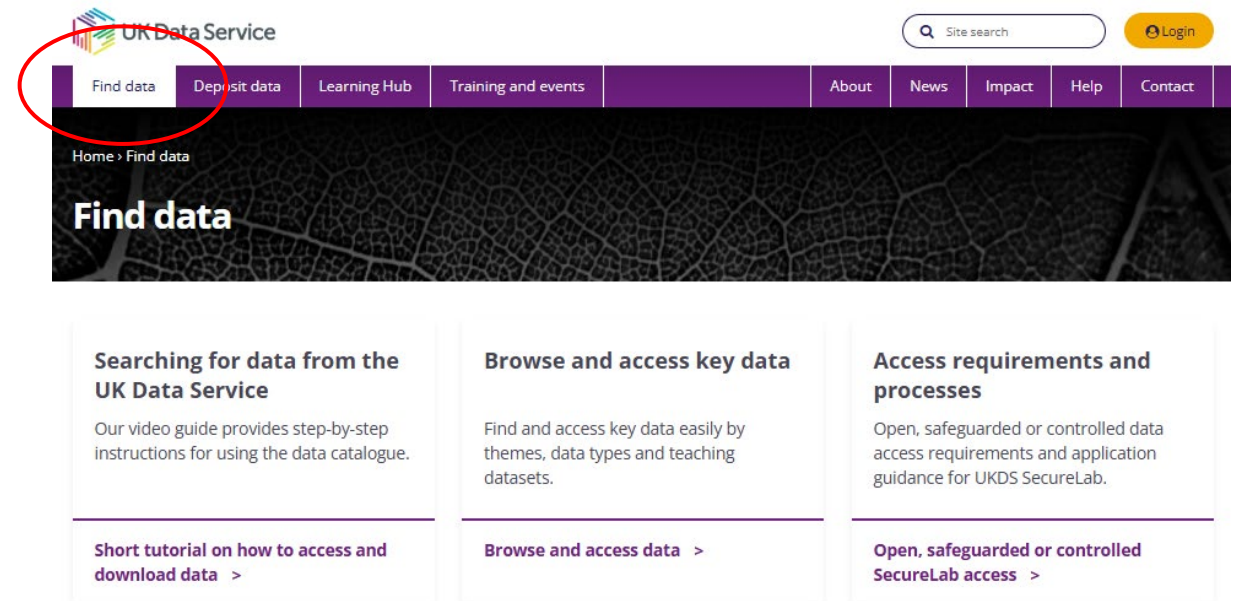 UK Data Service
Site search
Login
Find data Deposit data Learning Hub Training and events About News Impact Help Contact
Home › Find data
Find data
Searching for data from the
UK Data Service
Our video guide provides step-by-step
instructions for using the data catalogue.
Short tutorial on how to access and
download data >
Browse and access key data
Find and access key data easily by
themes, data types and teaching
datasets.
Browse and access data >
Access requirements and
processes
Open, safeguarded or controlled data
access requirements and application
guidance for UKDS SecureLab.
Open, safeguarded or controlled
SecureLab access >